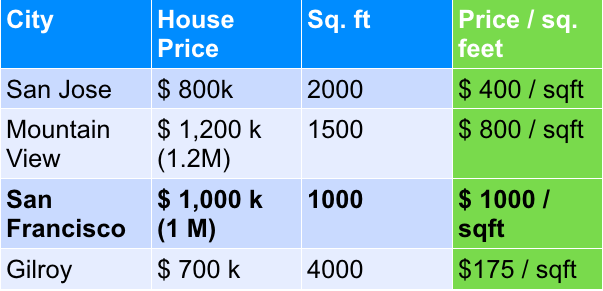 City House Price Sq. ft Price / sq. feet
San Jose $ 800k 2000 $ 400 / sqft
Mountain View $ 1,200 k (1.2M) 1500 $ 800 / sqft
San Francisco $ 1,000 k (1 M) 1000 $ 1000 / sqft
Gilroy $ 700 k 4000 $175 / sqft